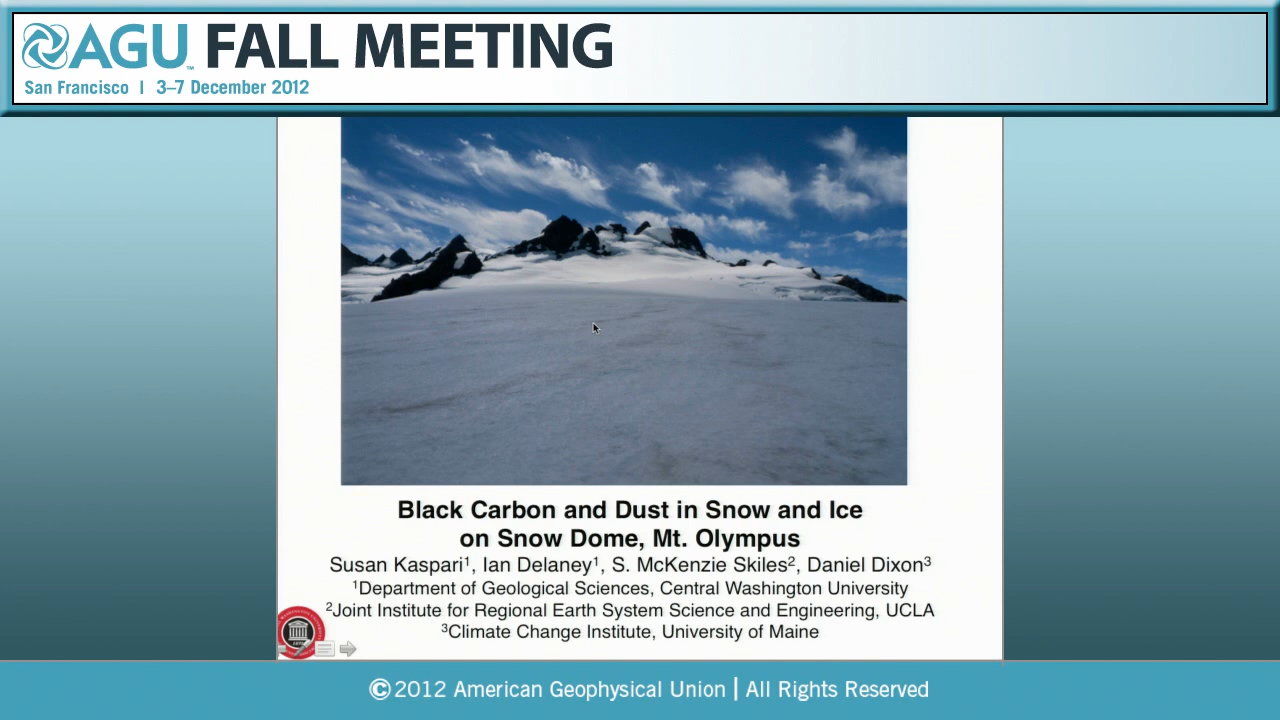 AGU™ FALL MEETING
San Francisco | 3–7 December 2012
Black Carbon and Dust in Snow and Ice
on Snow Dome, Mt. Olympus
Susan Kaspari¹, Ian Delaney¹, S. McKenzie Skiles², Daniel Dixon³
¹Department of Geological Sciences, Central Washington University
²Joint Institute for Regional Earth System Science and Engineering, UCLA
³Climate Change Institute, University of Maine
©2012 American Geophysical Union | All Rights Reserved